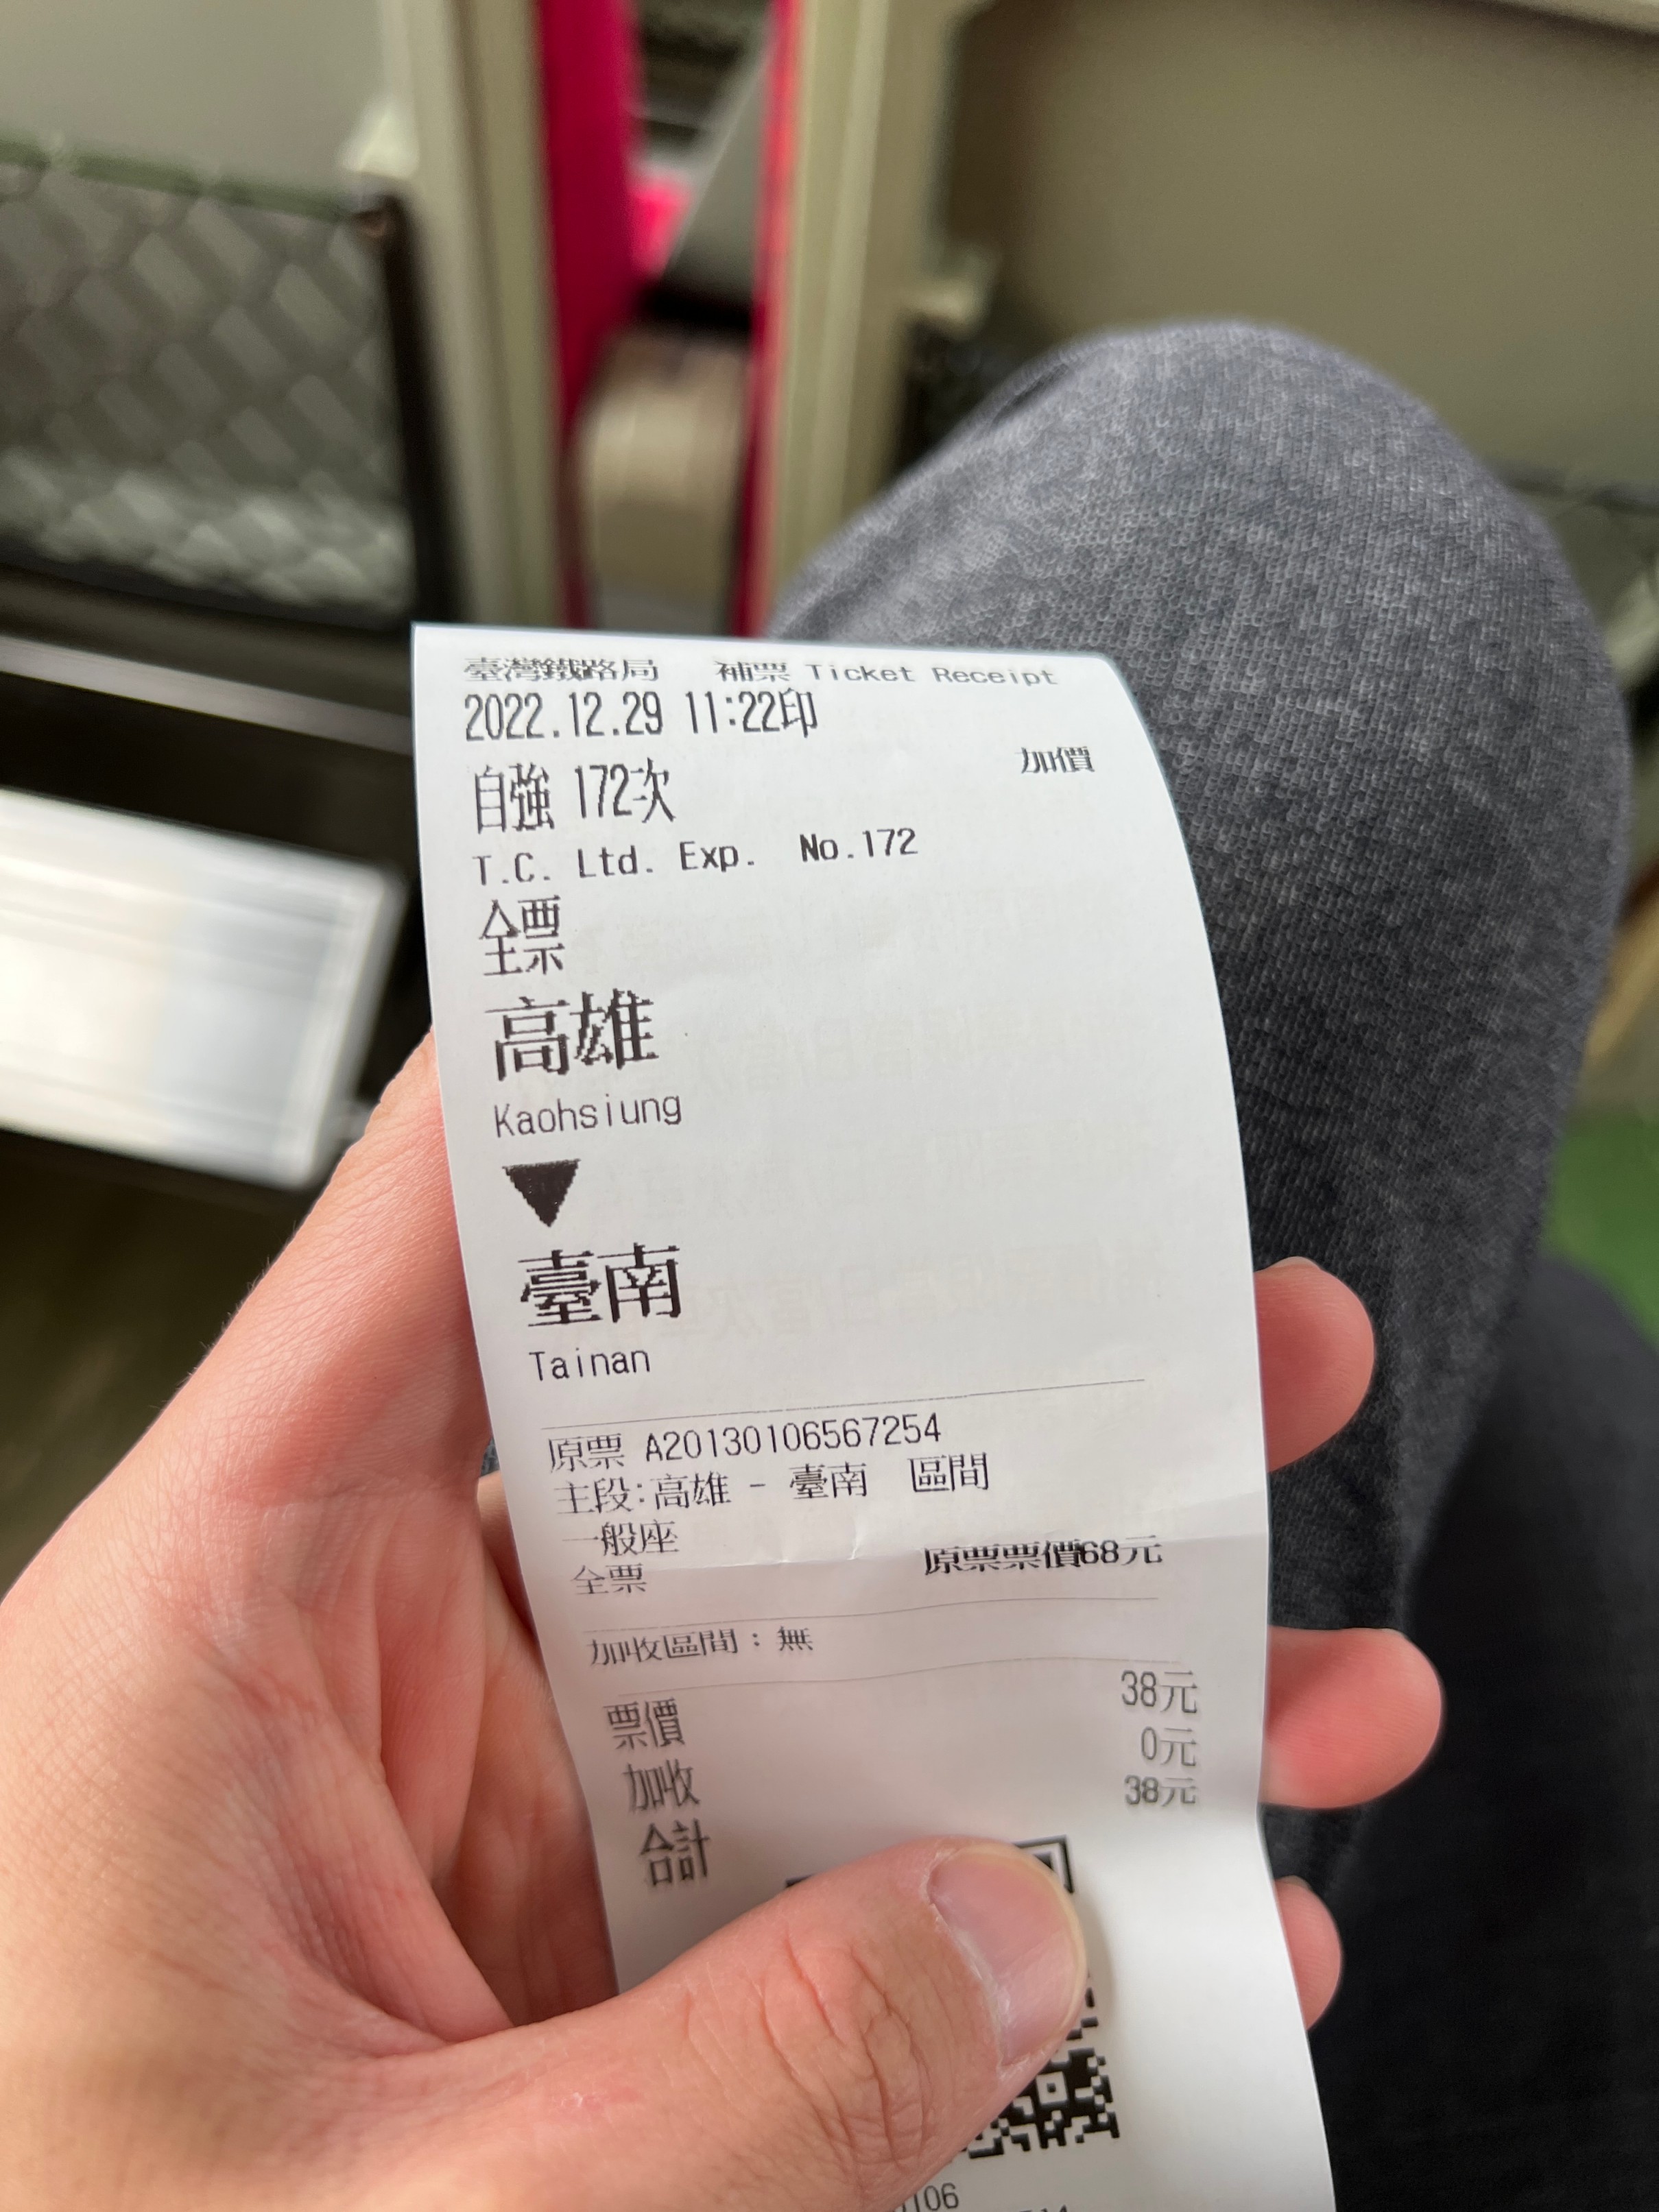 臺灣鐵路局 補票 Ticket Receipt
2022.12.29 11:22印
加價
自強 172次
T.C. Ltd. Exp. No.172
全票
高雄
Kaohsiung
▼
臺南
Tainan
原票 A20130106567254
主段:高雄 - 臺南 區間
一般座
全票 原票票價68元
加收區間：無
票價 38元
加收 0元
合計 38元
106